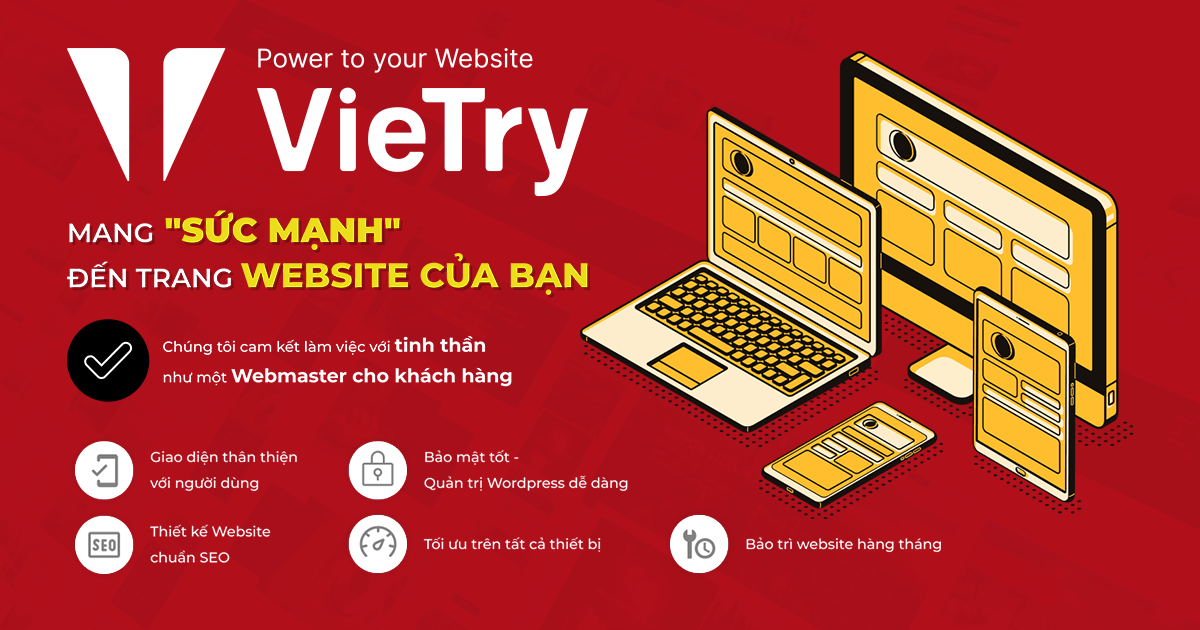 Power to your Website
VieTry
MANG "SỨC MẠNH"
ĐẾN TRANG WEBSITE CỦA BẠN
Chúng tôi cam kết làm việc với tinh thần
như một Webmaster cho khách hàng
Giao diện thân thiện
với người dùng
Bảo mật tốt -
Quản trị Wordpress dễ dàng
SEO
Thiết kế Website
chuẩn SEO
Tối ưu trên tất cả thiết bị
Bảo trì website hàng tháng